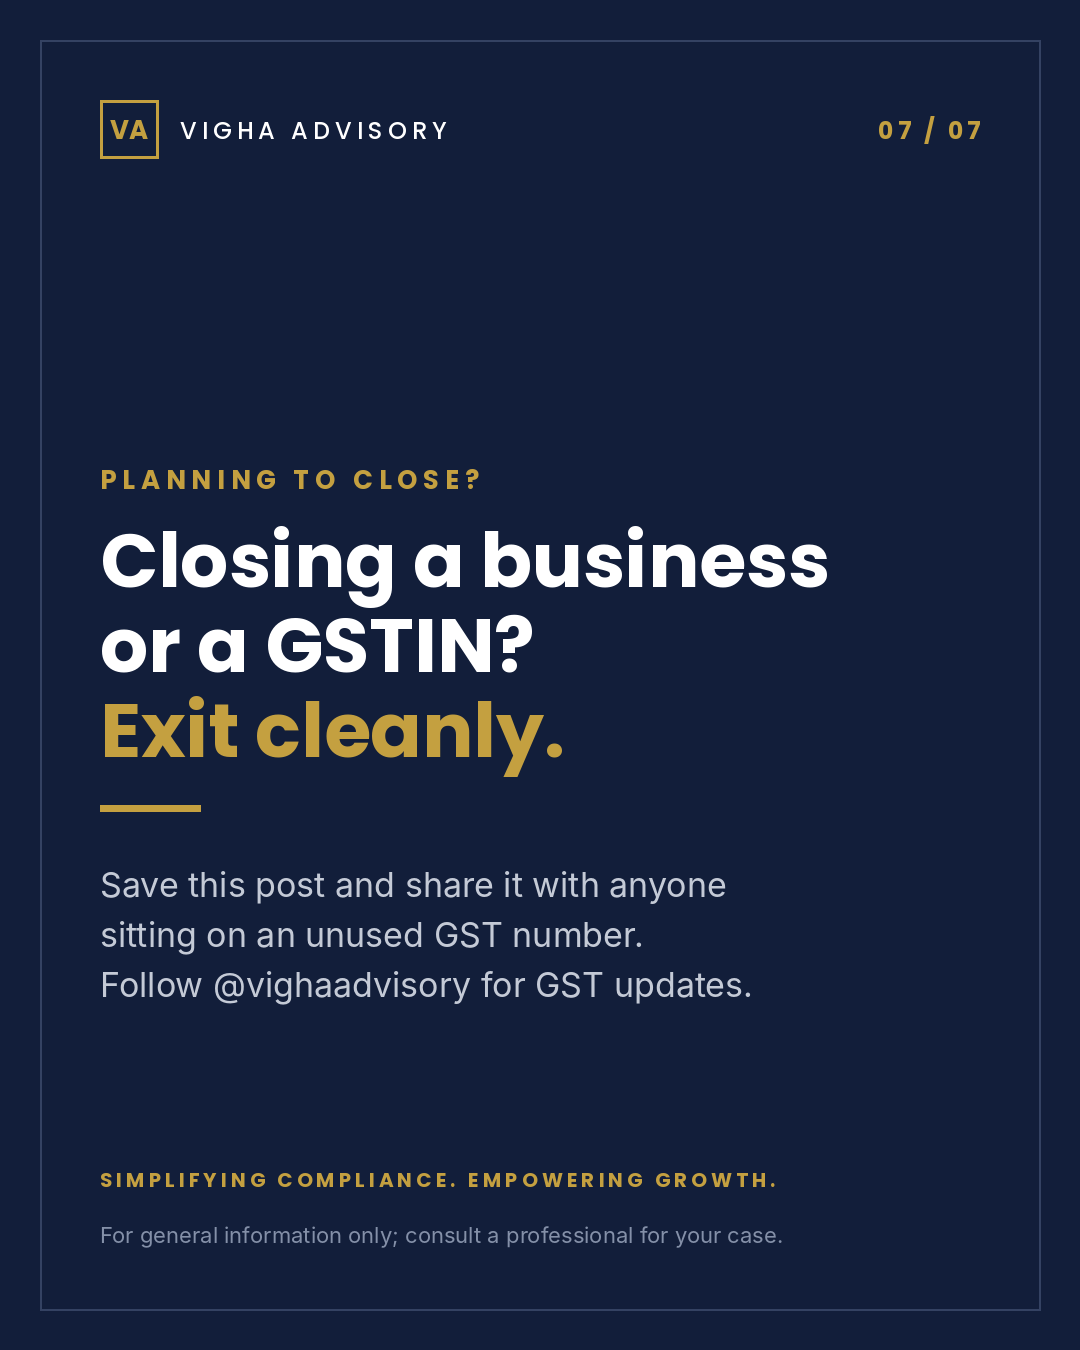 VA VIGHA ADVISORY 07 / 07
PLANNING TO CLOSE?
Closing a business
or a GSTIN?
Exit cleanly.
Save this post and share it with anyone
sitting on an unused GST number.
Follow @vighaadvisory for GST updates.
SIMPLIFYING COMPLIANCE. EMPOWERING GROWTH.
For general information only; consult a professional for your case.